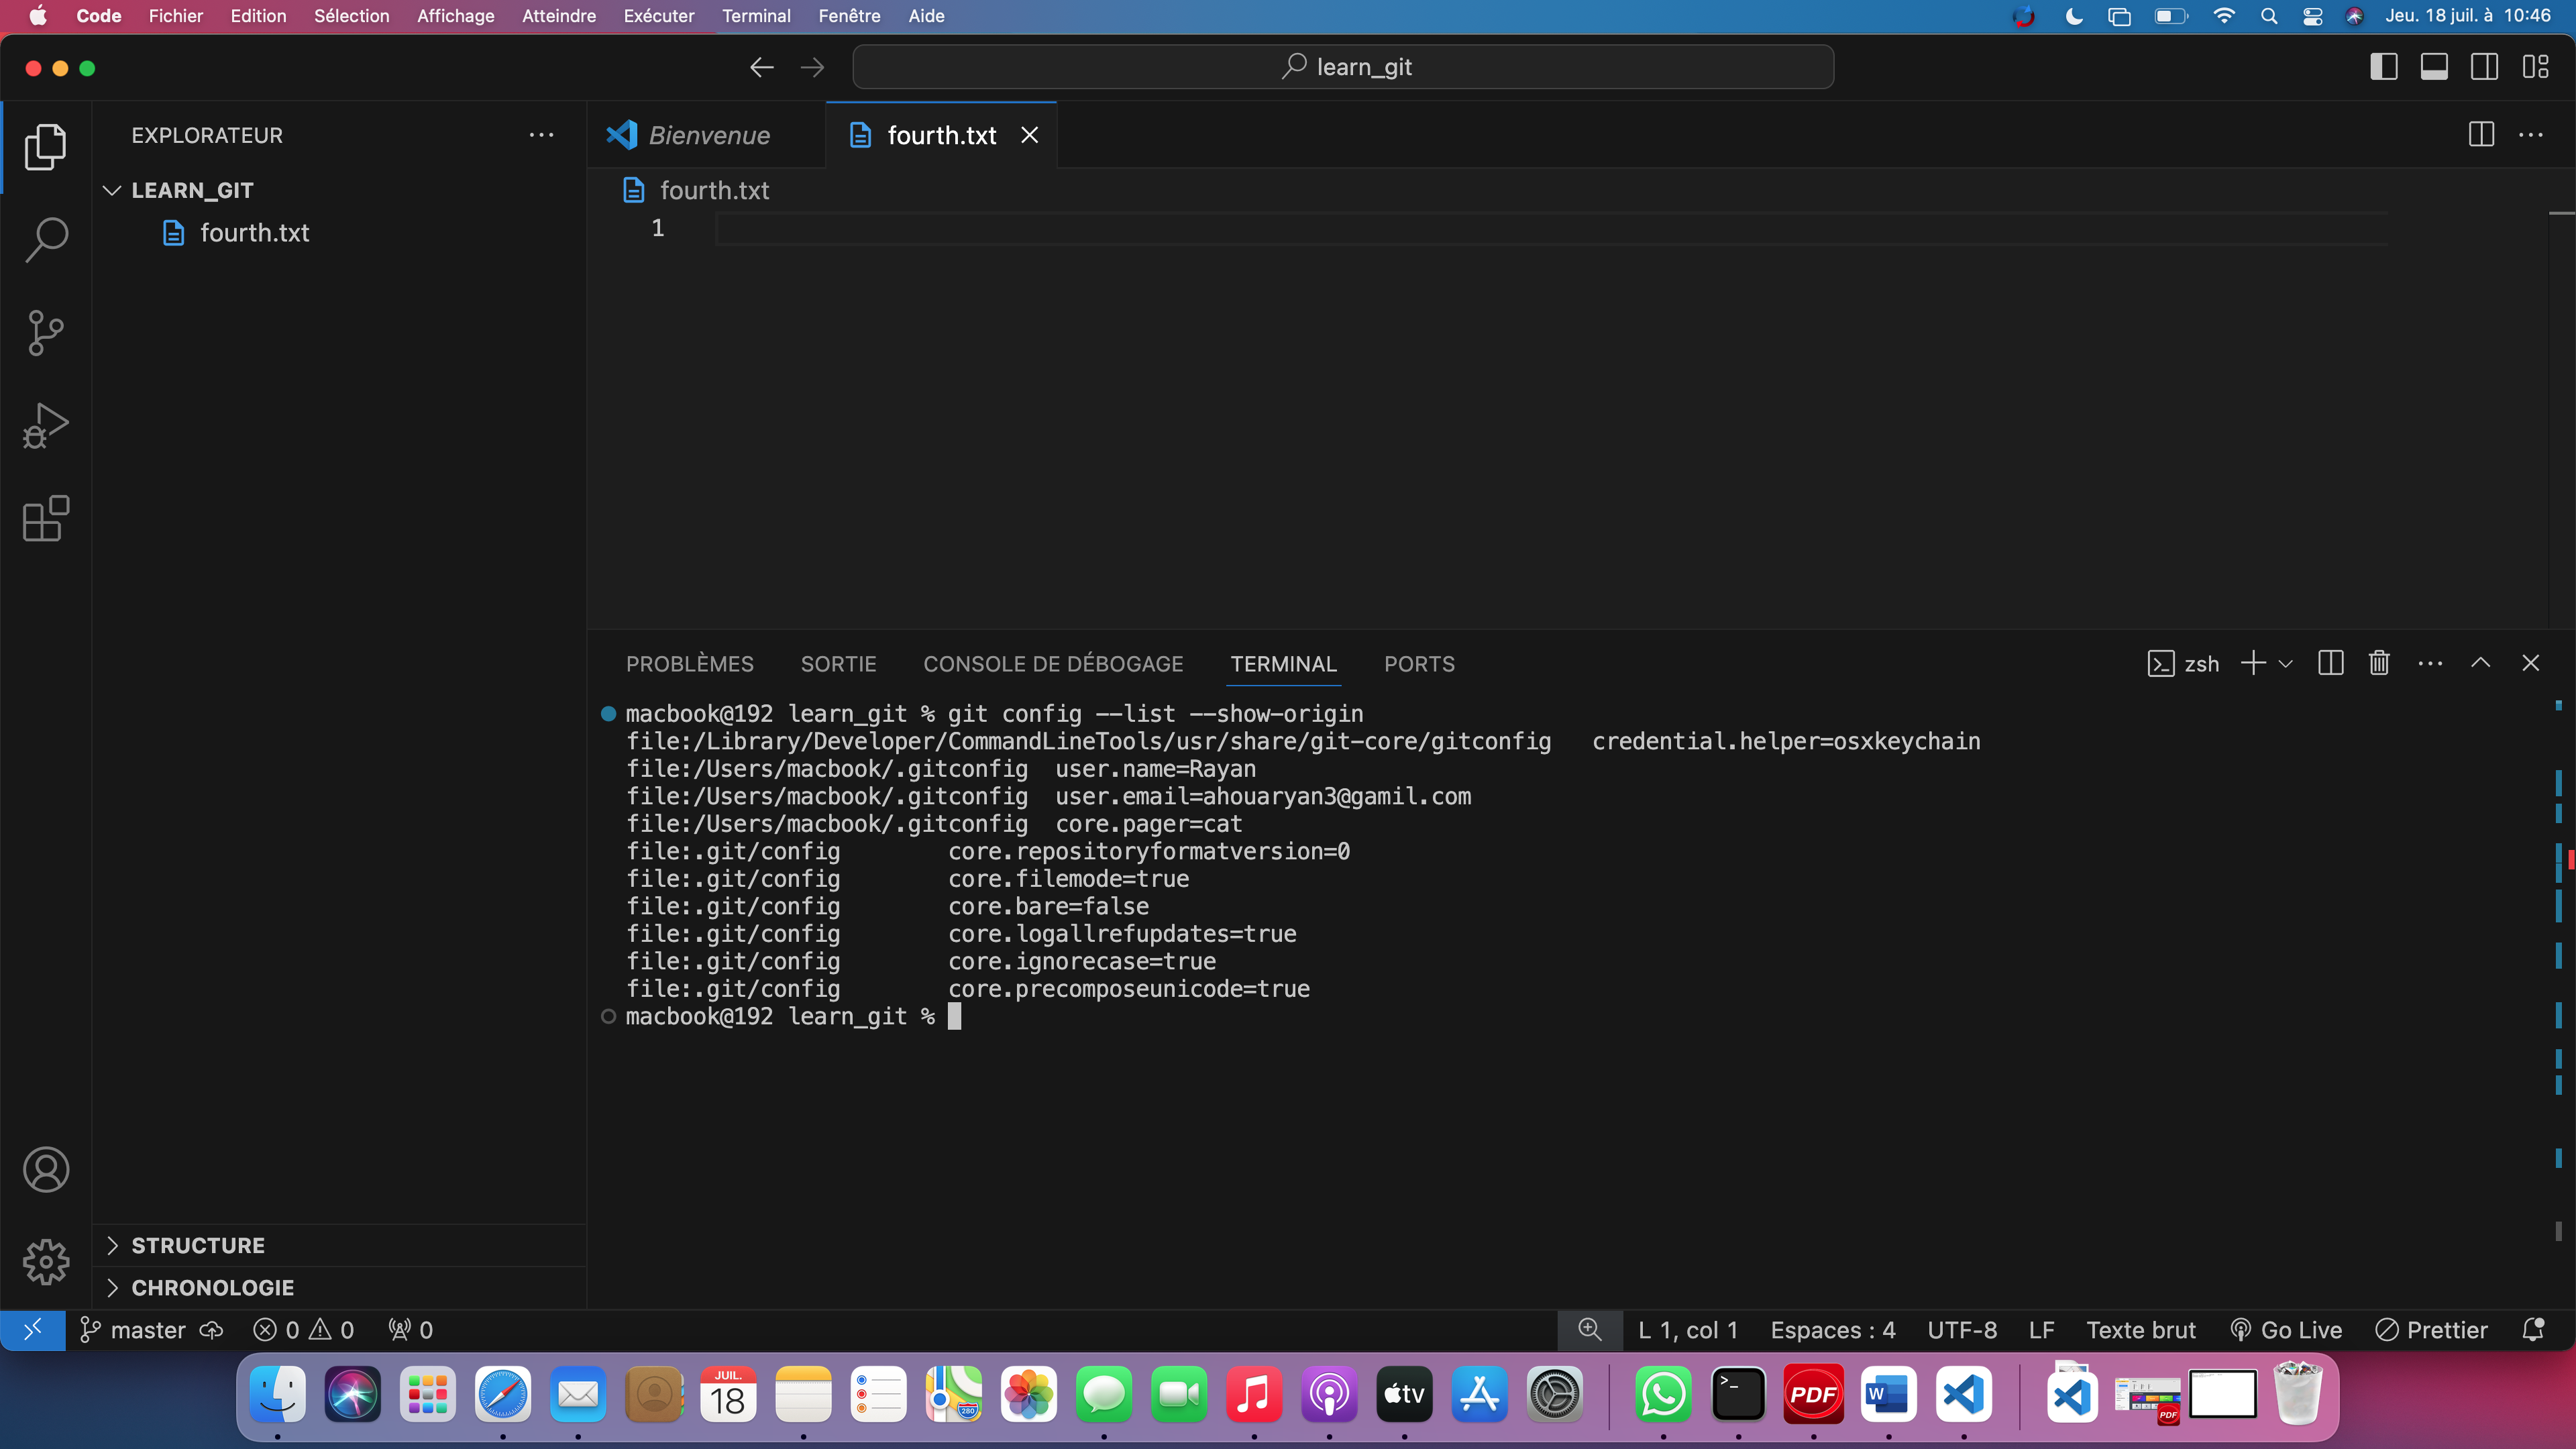 Code Fichier Edition Sélection Affichage Atteindre Exécuter Terminal Fenêtre Aide Jeu. 18 juil. à 10:46
learn_git
EXPLORATEUR
LEARN_GIT
fourth.txt
Bienvenue
fourth.txt
fourth.txt
1
PROBLÈMES SORTIE CONSOLE DE DÉBOGAGE TERMINAL PORTS
zsh
macbook@192 learn_git % git config --list --show-origin
file:/Library/Developer/CommandLineTools/usr/share/git-core/gitconfig credential.helper=osxkeychain
file:/Users/macbook/.gitconfig user.name=Rayan
file:/Users/macbook/.gitconfig user.email=ahouaryan3@gamil.com
file:/Users/macbook/.gitconfig core.pager=cat
file:.git/config core.repositoryformatversion=0
file:.git/config core.filemode=true
file:.git/config core.bare=false
file:.git/config core.logallrefupdates=true
file:.git/config core.ignorecase=true
file:.git/config core.precomposeunicode=true
macbook@192 learn_git %
STRUCTURE
CHRONOLOGIE
master 0 0 0 L 1, col 1 Espaces : 4 UTF-8 LF Texte brut Go Live Prettier
JUIL.
18
280
tv
>_
PDF
W
PDF